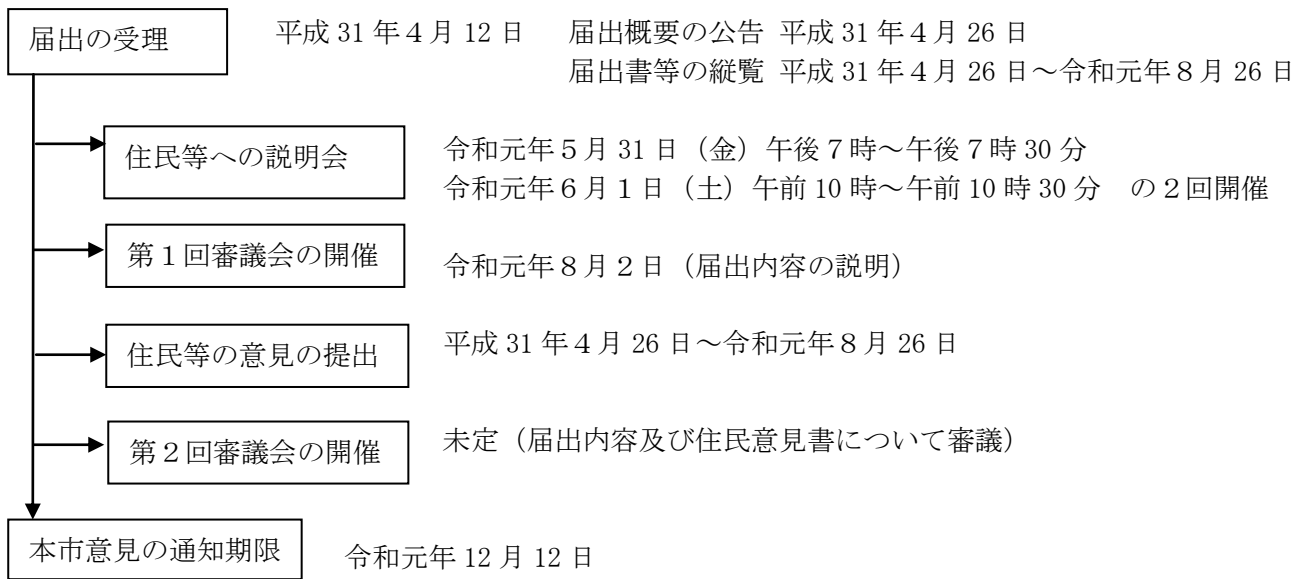 届出の受理 平成 31 年４月 12 日 届出概要の公告 平成 31 年４月 26 日
届出書等の縦覧 平成 31 年４月 26 日～令和元年８月 26 日
住民等への説明会 令和元年５月 31 日（金）午後７時～午後７時 30 分
令和元年６月１日（土）午前 10 時～午前 10 時 30 分　の２回開催
第１回審議会の開催 令和元年８月２日（届出内容の説明）
住民等の意見の提出 平成 31 年４月 26 日～令和元年８月 26 日
第２回審議会の開催 未定（届出内容及び住民意見書について審議）
本市意見の通知期限 令和元年 12 月 12 日